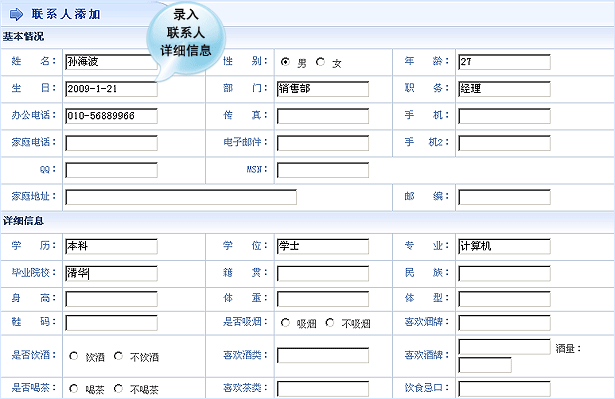 联系人添加
录入
联系人
详细信息
基本情况
姓 名: 孙海波 性 别: 男 女 年 龄: 27
生 日: 2009-1-21 部 门: 销售部 职 务: 经理
办公电话: 010-56889966 传 真: 手 机:
家庭电话: 电子邮件: 手 机2:
QQ: MSN:
家庭地址: 邮 编:
详细信息
学 历: 本科 学 位: 学士 专 业: 计算机
毕业院校: 清华 籍 贯: 民 族:
身 高: 体 重: 体 型:
鞋 码: 是否吸烟: 吸烟 不吸烟 喜欢烟牌:
是否饮酒: 饮酒 不饮酒 喜欢酒类: 喜欢酒牌: 酒量:
是否喝茶: 喝茶 不喝茶 喜欢茶类: 饮食忌口: